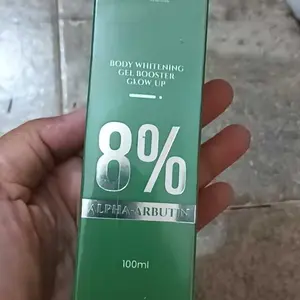 BODY WHITENING
GEL BOOSTER
GLOW UP
8%
ALPHA-ARBUTIN
100ml